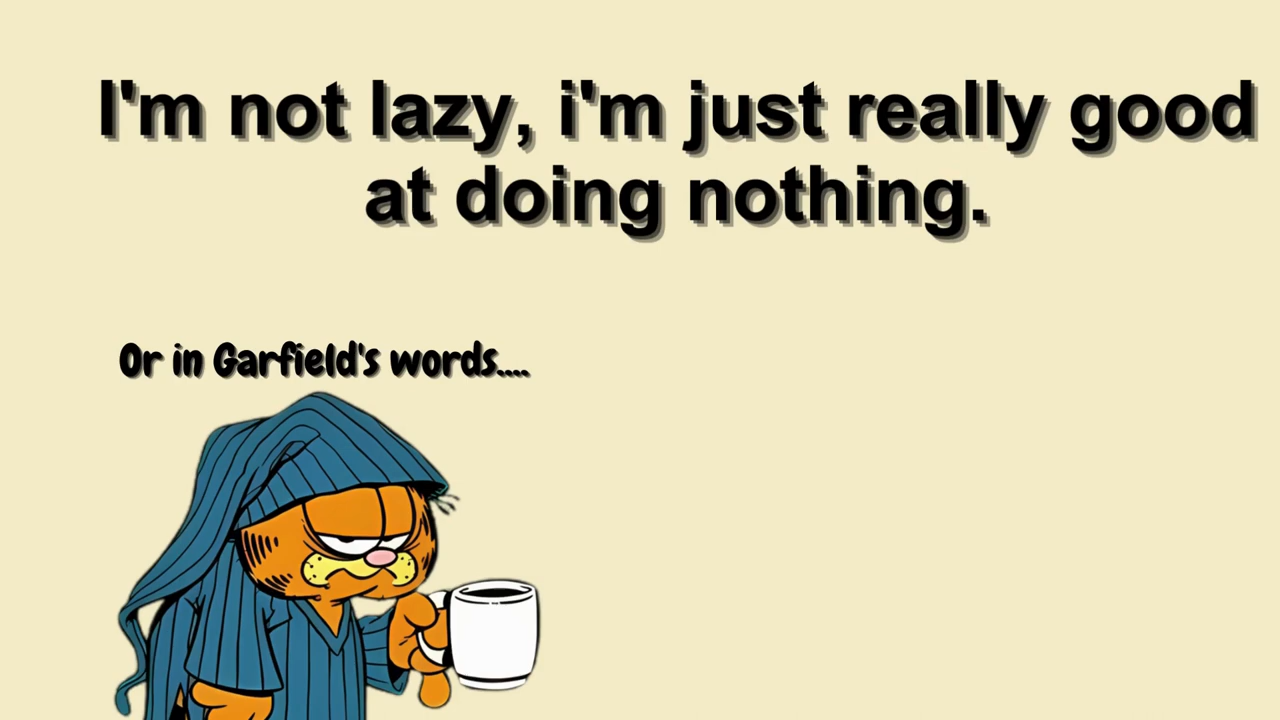 I'm not lazy, i'm just really good
at doing nothing.
Or in Garfield's words....